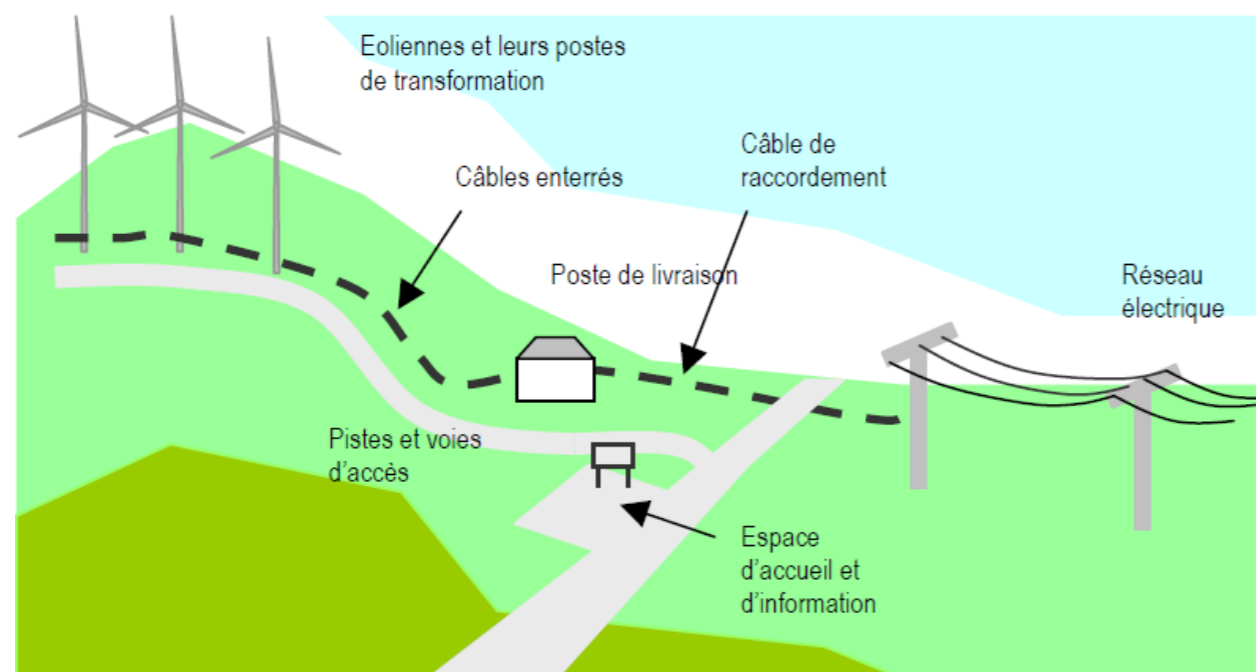 Eoliennes et leurs postes
de transformation
Câble de
raccordement
Câbles enterrés
Poste de livraison
Réseau
électrique
Pistes et voies
d'accès
Espace
d'accueil et
d'information